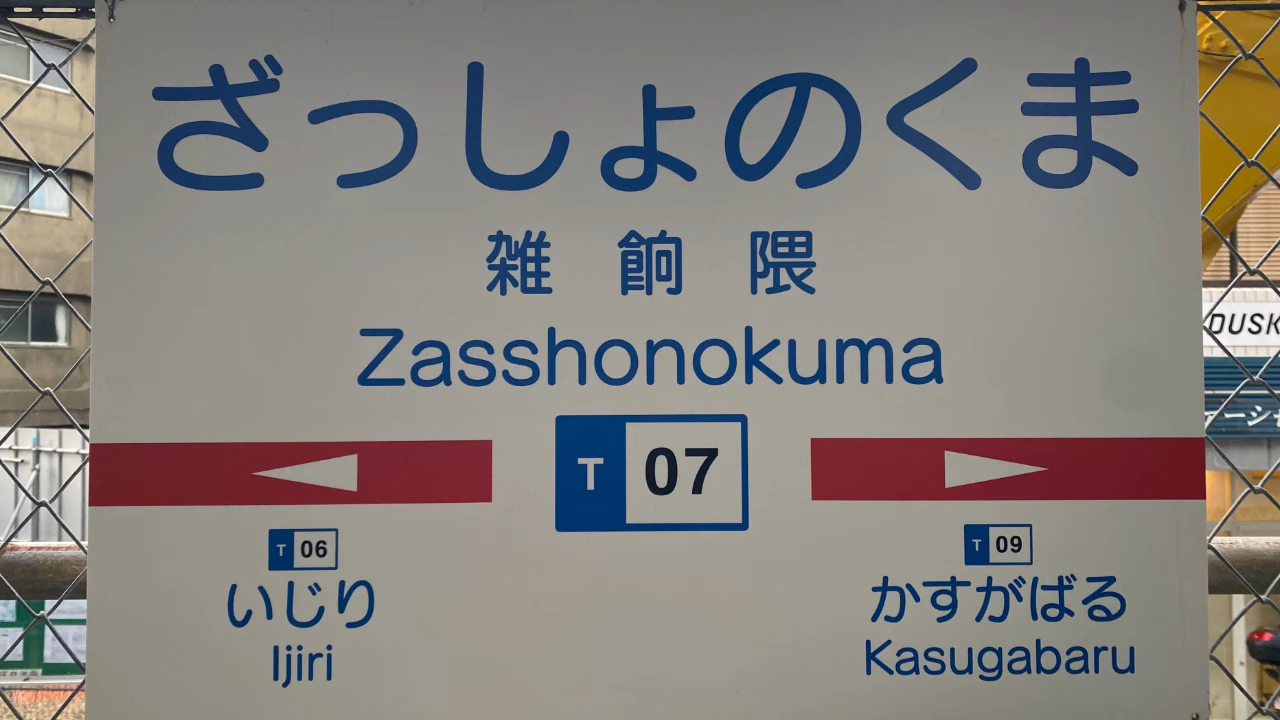 ざっしょのくま
雑餉隈
Zasshonokuma
T 07
T 06
いじり
Ijiri
T 09
かすがばる
Kasugabaru
DUSK